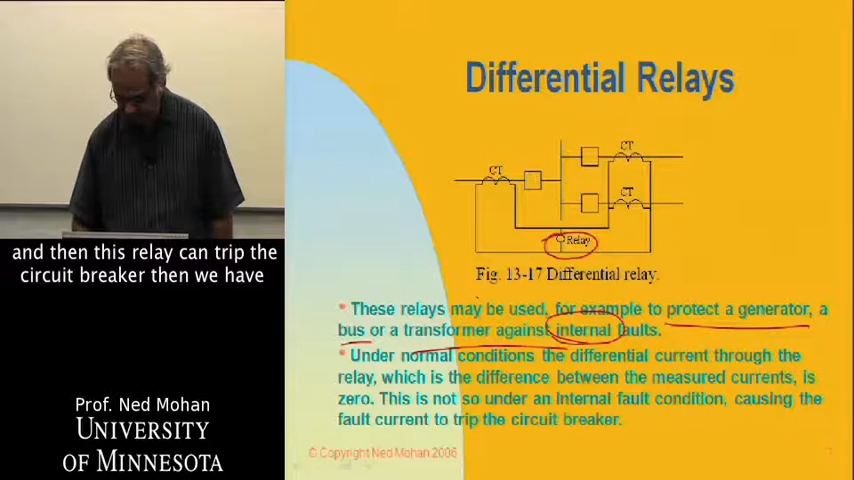 Differential Relays
CT
CT
CT
Relay
Fig. 13-17 Differential relay.
* These relays may be used, for example to protect a generator, a
bus or a transformer against internal faults.
* Under normal conditions the differential current through the
relay, which is the difference between the measured currents, is
zero. This is not so under an internal fault condition, causing the
fault current to trip the circuit breaker.
© Copyright Ned Mohan 2006
and then this relay can trip the
circuit breaker then we have
Prof. Ned Mohan
UNIVERSITY
OF MINNESOTA